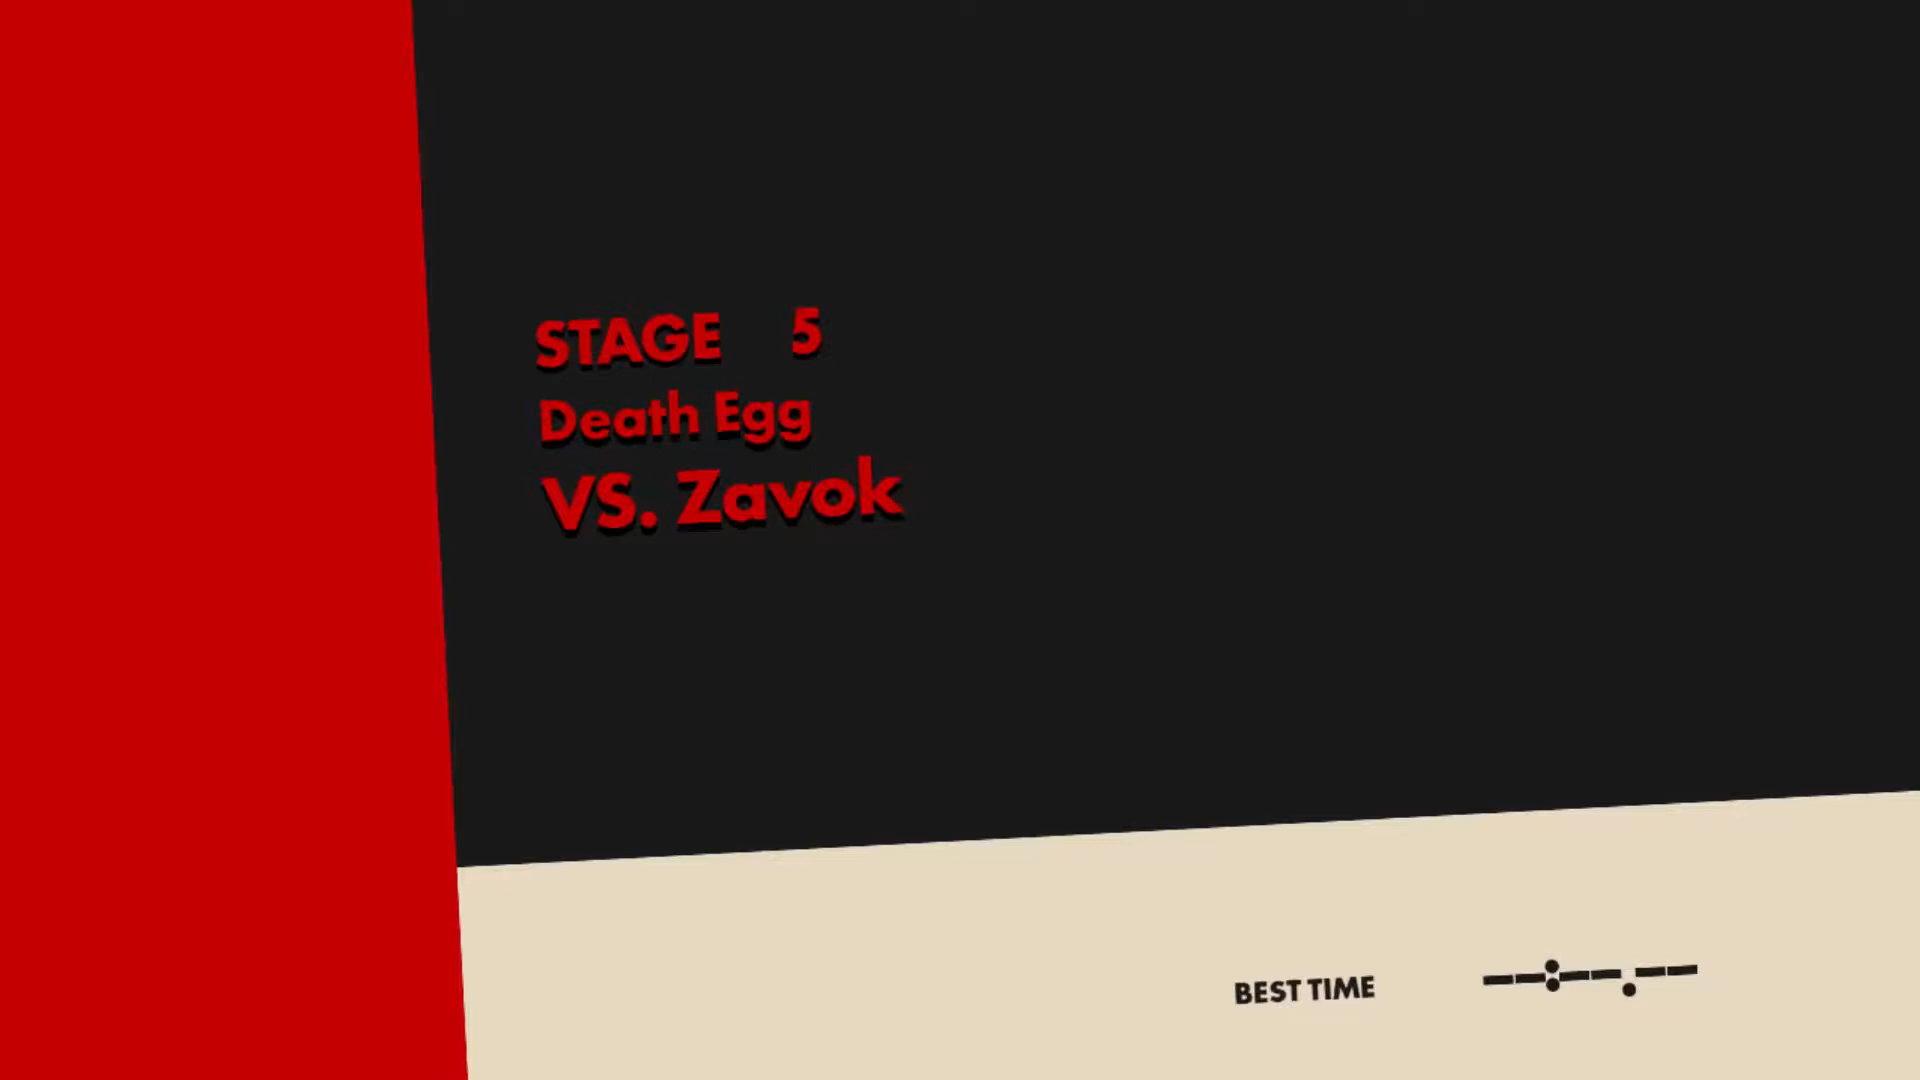 STAGE 5
Death Egg
VS. Zavok
BEST TIME --:--.--